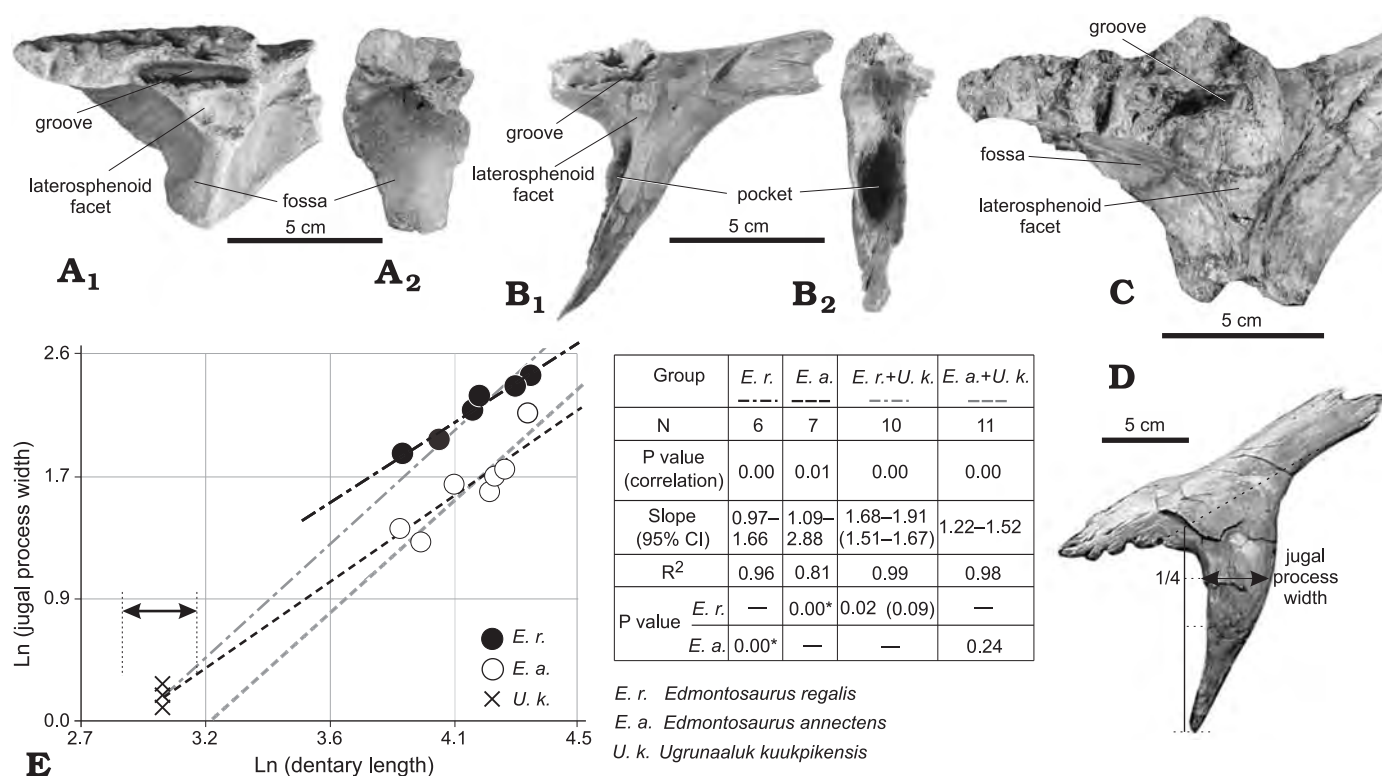 groove
laterosphenoid
facet
fossa
5 cm
A1
A2
groove
laterosphenoid
facet
pocket
5 cm
B1
B2
groove
fossa
laterosphenoid
facet
C
5 cm
D
5 cm
1/4
jugal
process
width
Ln (jugal process width)
2.6
1.7
0.9
0.0
2.7
3.2
3.6
4.1
4.5
Ln (dentary length)
E. r.
E. a.
U. k.
E
Group E. r. E. a. E. r.+U. k. E. a.+U. k.
N 6 7 10 11
P value
(correlation) 0.00 0.01 0.00 0.00
Slope
(95% CI) 0.97–1.66 1.09–2.88 1.68–1.91 (1.51–1.67) 1.22–1.52
R2 0.96 0.81 0.99 0.98
P value E. r. — 0.00* 0.02 (0.09) —
E. a. 0.00* — — 0.24
E. r. Edmontosaurus regalis
E. a. Edmontosaurus annectens
U. k. Ugrunaaluk kuukpikensis